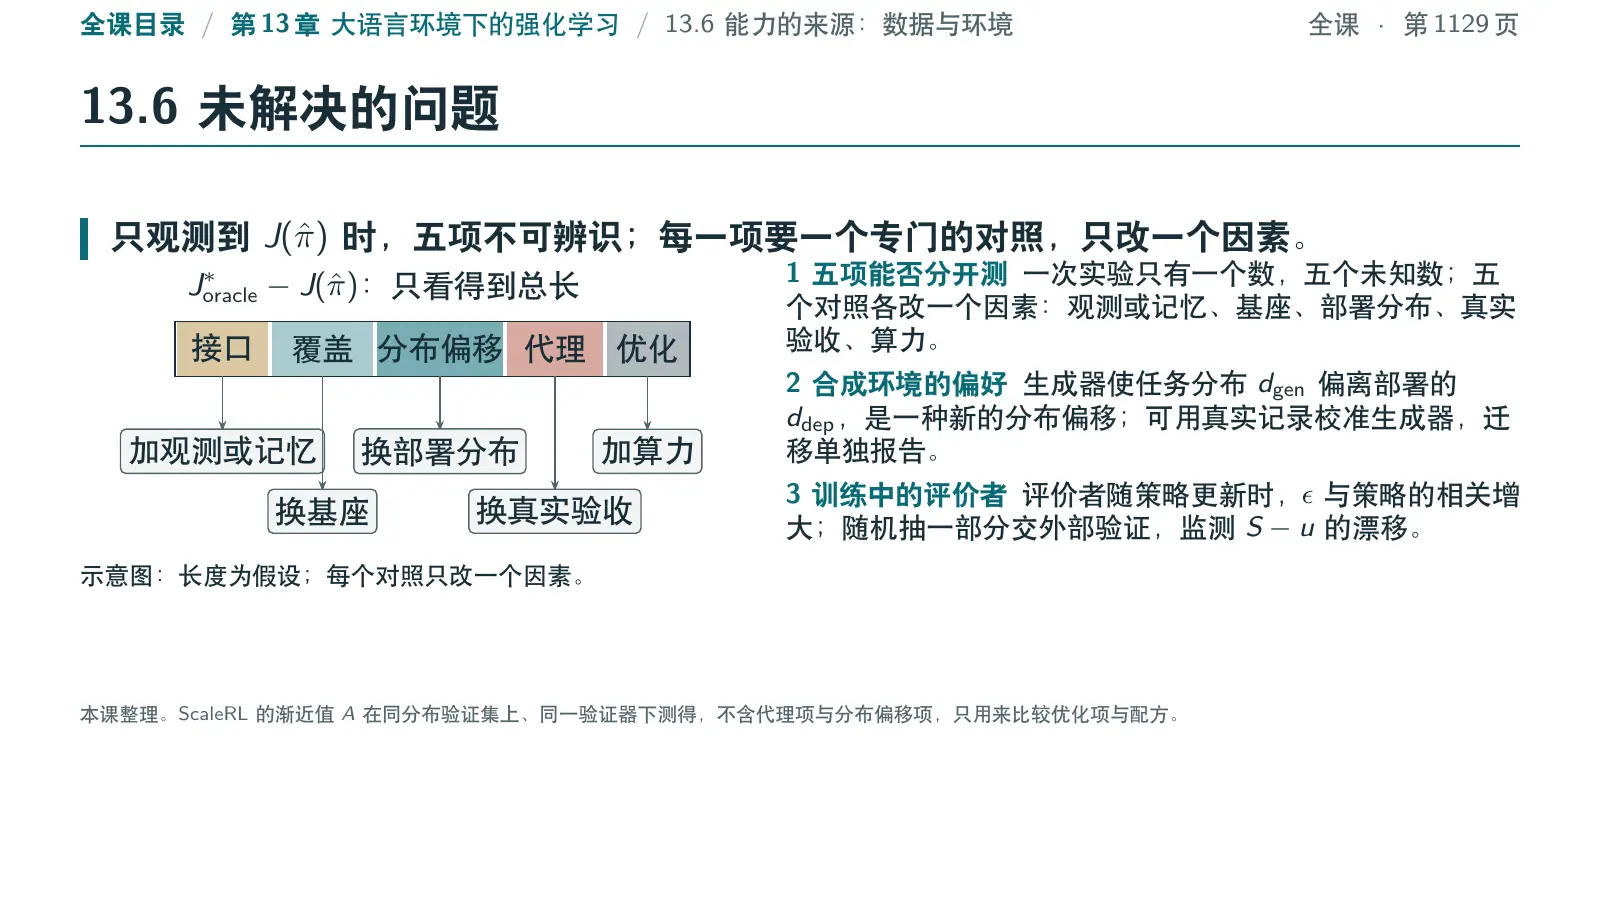 全课目录 / 第 13 章 大语言环境下的强化学习 / 13.6 能力的来源：数据与环境
全课 · 第 1129 页
13.6 未解决的问题
只观测到 J(π̂) 时，五项不可辨识；每一项要一个专门的对照，只改一个因素。
J*oracle − J(π̂)：只看得到总长
接口 覆盖 分布偏移 代理 优化
加观测或记忆 换部署分布 加算力
换基座 换真实验收
示意图：长度为假设；每个对照只改一个因素。
1 五项能否分开测 一次实验只有一个数，五个未知数；五
个对照各改一个因素：观测或记忆、基座、部署分布、真实
验收、算力。
2 合成环境的偏好 生成器使任务分布 dgen 偏离部署的
ddep，是一种新的分布偏移；可用真实记录校准生成器，迁
移单独报告。
3 训练中的评价者 评价者随策略更新时，ϵ 与策略的相关增
大；随机抽一部分交外部验证，监测 S − u 的漂移。
本课整理。ScaleRL 的渐近值 A 在同分布验证集上、同一验证器下测得，不含代理项与分布偏移项，只用来比较优化项与配方。